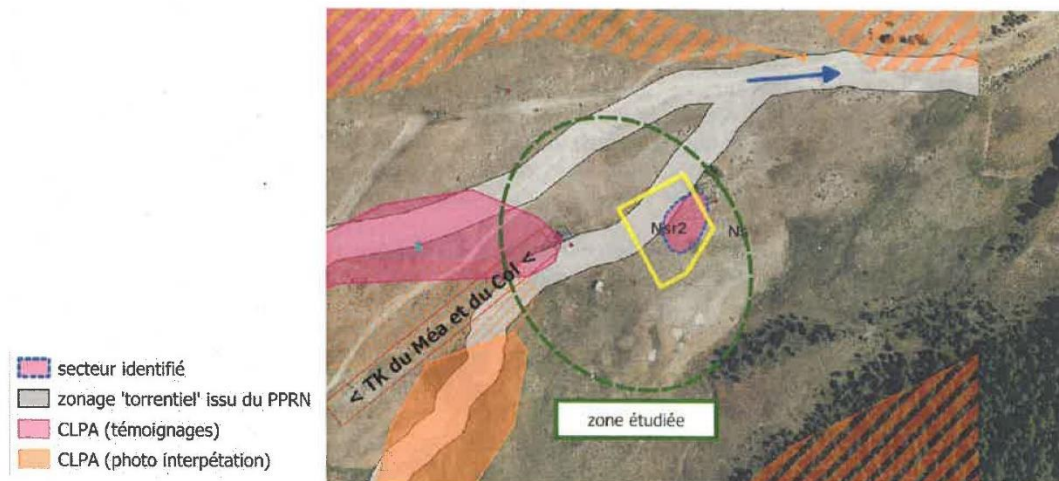 Nsr2
Ns
< TK du Méa et du Col <
secteur identifié
zonage 'torrentiel' issu du PPRN
CLPA (témoignages)
CLPA (photo interpétation)
zone étudiée